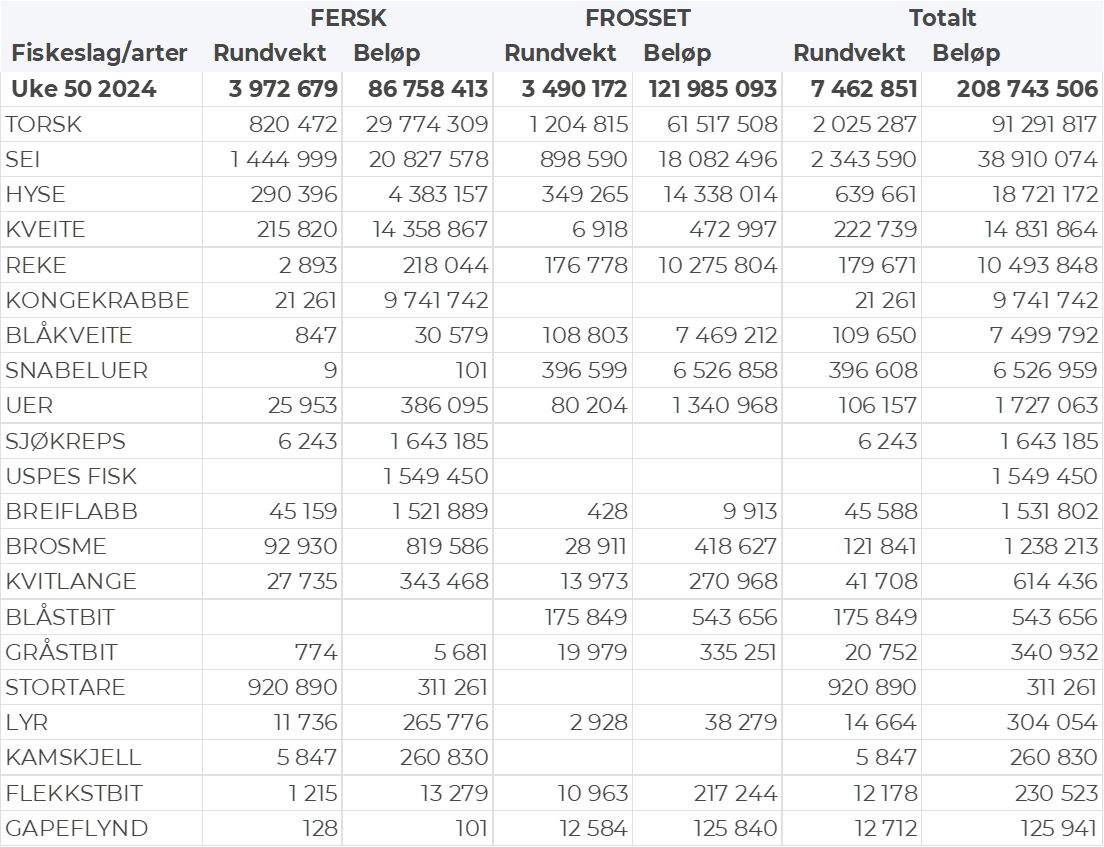 FERSK FROSSET Totalt
Fiskeslag/arter Rundvekt Beløp Rundvekt Beløp Rundvekt Beløp
Uke 50 2024 3 972 679 86 758 413 3 490 172 121 985 093 7 462 851 208 743 506
TORSK 820 472 29 774 309 1 204 815 61 517 508 2 025 287 91 291 817
SEI 1 444 999 20 827 578 898 590 18 082 496 2 343 590 38 910 074
HYSE 290 396 4 383 157 349 265 14 338 014 639 661 18 721 172
KVEITE 215 820 14 358 867 6 918 472 997 222 739 14 831 864
REKE 2 893 218 044 176 778 10 275 804 179 671 10 493 848
KONGEKRABBE 21 261 9 741 742 21 261 9 741 742
BLÅKVEITE 847 30 579 108 803 7 469 212 109 650 7 499 792
SNABELUER 9 101 396 599 6 526 858 396 608 6 526 959
UER 25 953 386 095 80 204 1 340 968 106 157 1 727 063
SJØKREPS 6 243 1 643 185 6 243 1 643 185
USPES FISK 1 549 450 1 549 450
BREIFLABB 45 159 1 521 889 428 9 913 45 588 1 531 802
BROSME 92 930 819 586 28 911 418 627 121 841 1 238 213
KVITLANGE 27 735 343 468 13 973 270 968 41 708 614 436
BLÅSTBIT 175 849 543 656 175 849 543 656
GRÅSTBIT 774 5 681 19 979 335 251 20 752 340 932
STORTARE 920 890 311 261 920 890 311 261
LYR 11 736 265 776 2 928 38 279 14 664 304 054
KAMSKJELL 5 847 260 830 5 847 260 830
FLEKKSTBIT 1 215 13 279 10 963 217 244 12 178 230 523
GAPEFLYND 128 101 12 584 125 840 12 712 125 941